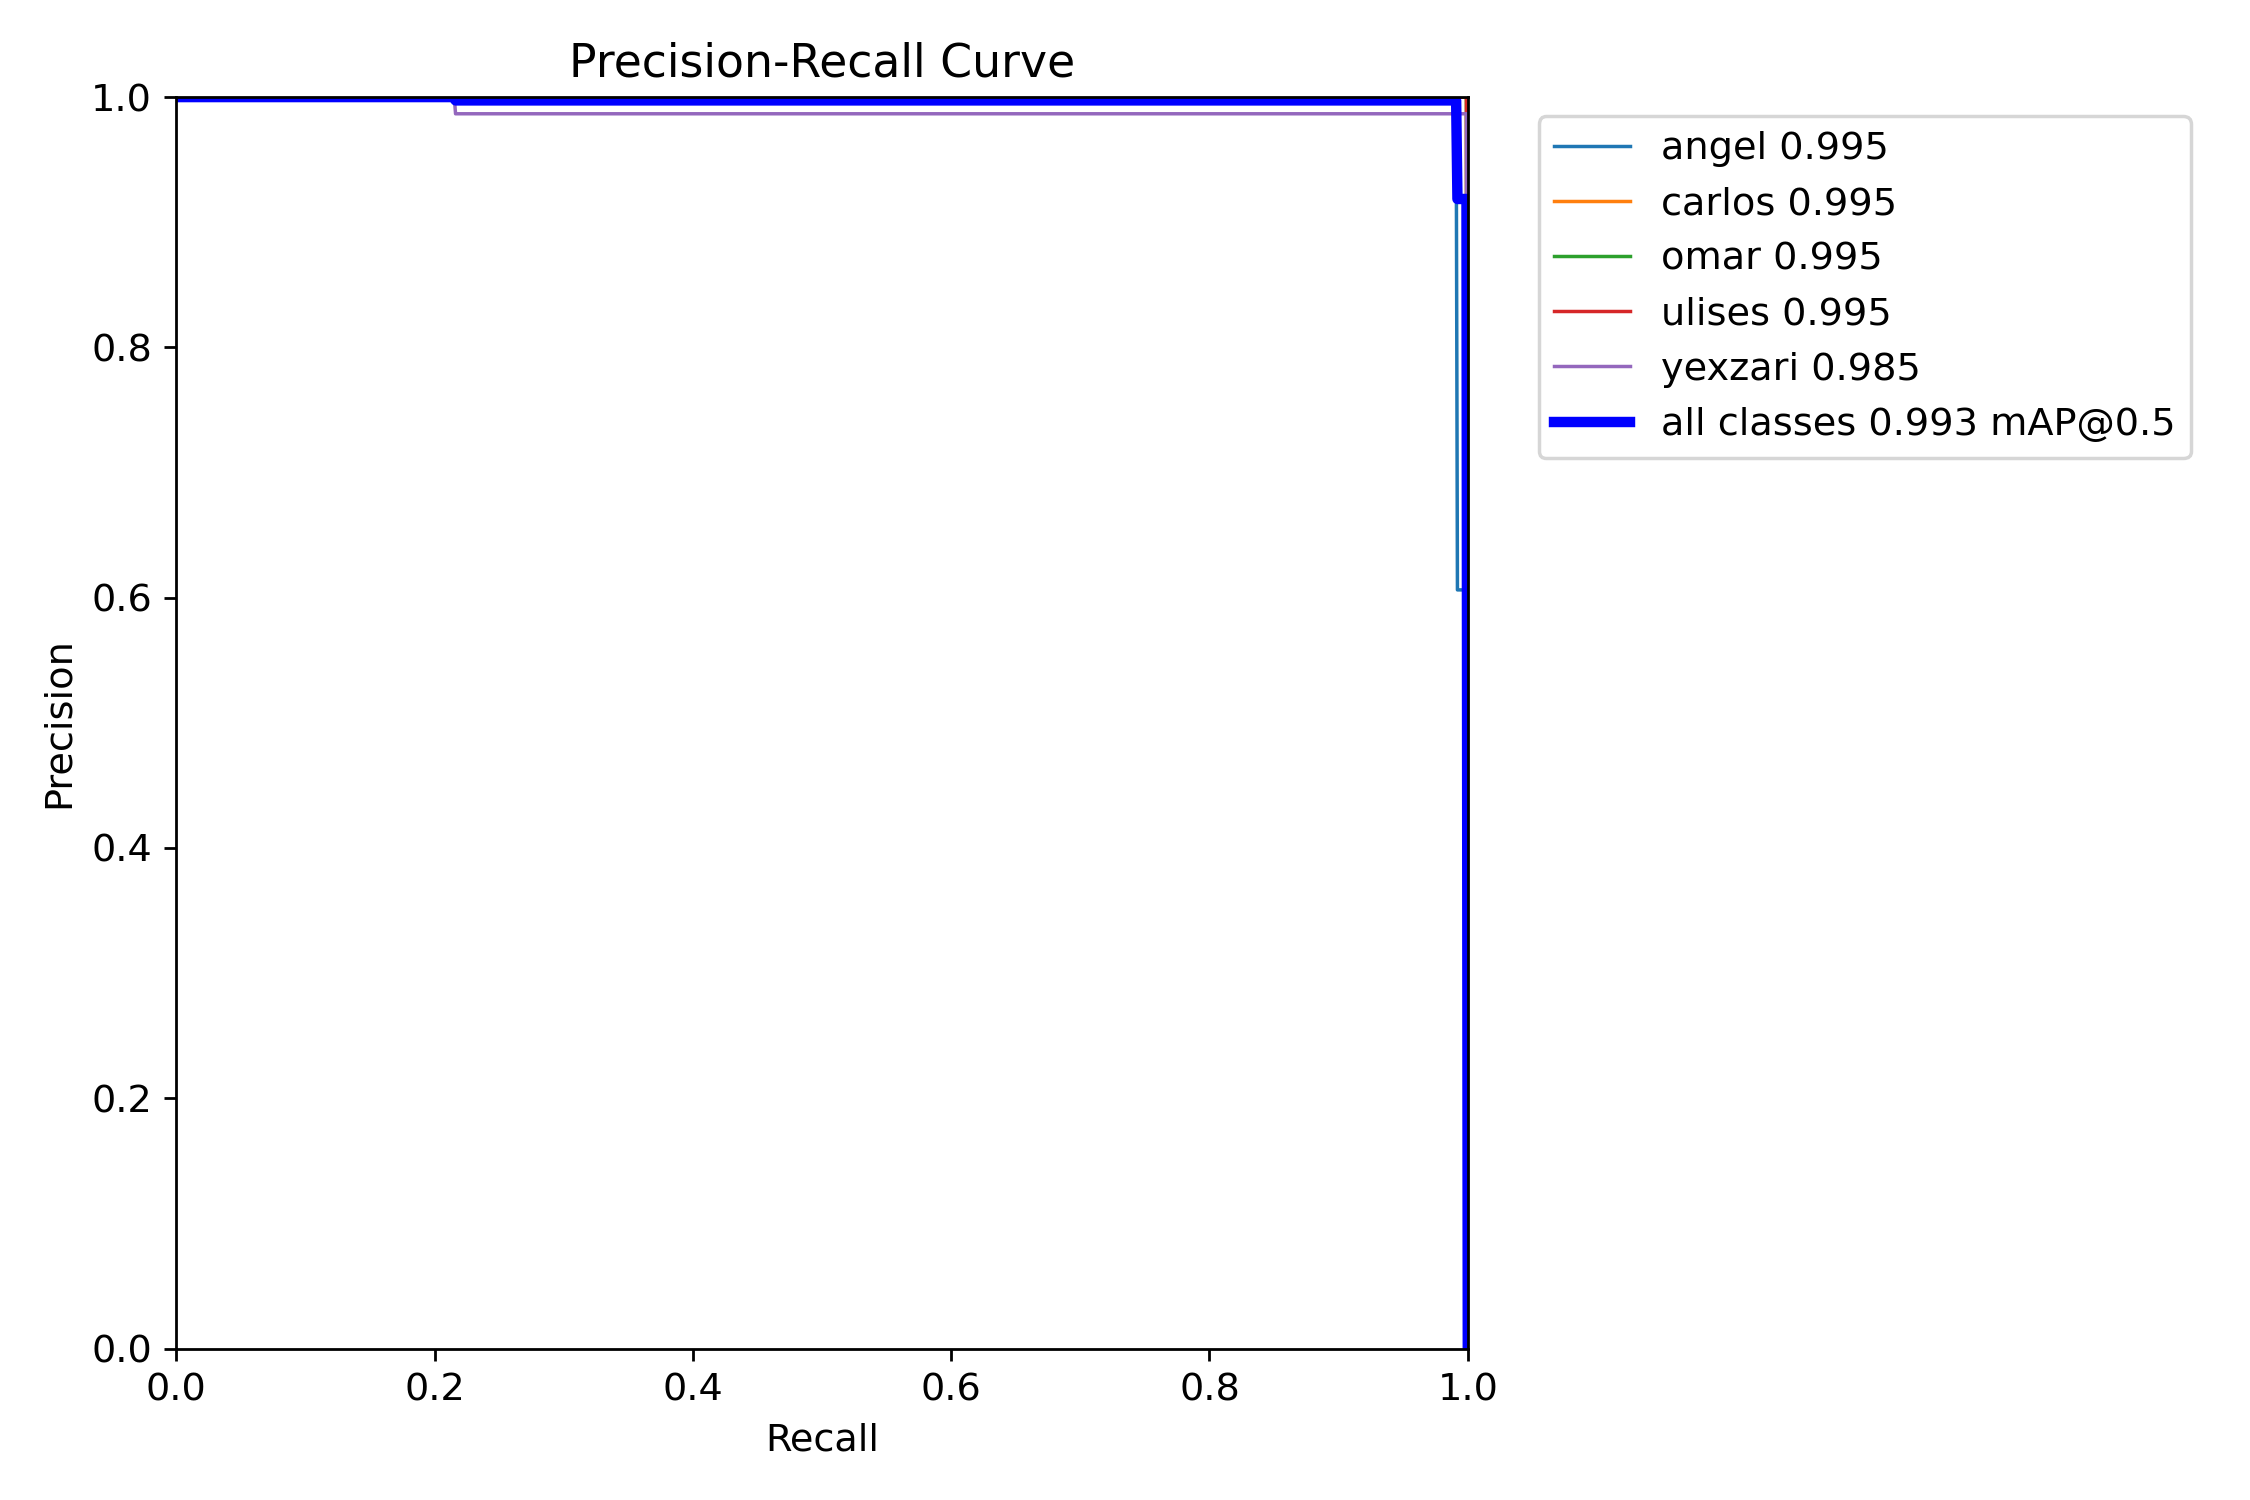 Precision-Recall Curve
1.0
0.8
0.6
0.4
0.2
0.0
Precision
0.0 0.2 0.4 0.6 0.8 1.0
Recall
angel 0.995
carlos 0.995
omar 0.995
ulises 0.995
yexzari 0.985
all classes 0.993 mAP@0.5